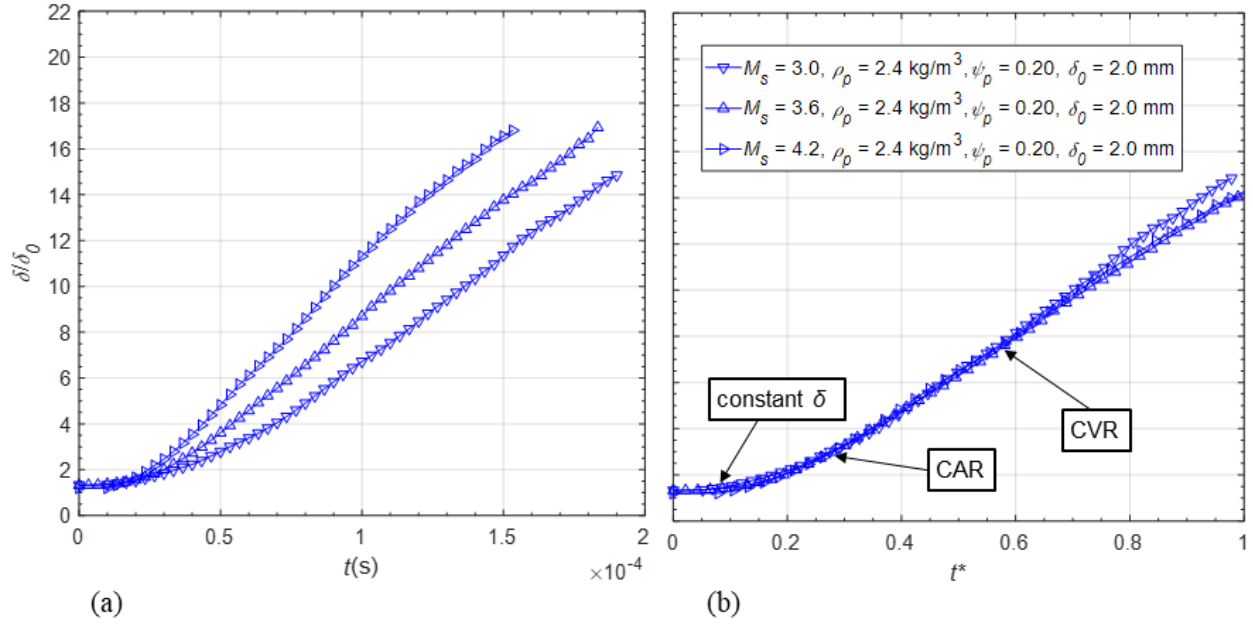 (a)
(b)
22
20
18
16
14
12
10
8
6
4
2
0
δ/δ₀
0
0.5
1
1.5
2
×10⁻⁴
t(s)
Mₛ = 3.0, ρₚ = 2.4 kg/m³, ψₚ = 0.20, δ₀ = 2.0 mm
Mₛ = 3.6, ρₚ = 2.4 kg/m³, ψₚ = 0.20, δ₀ = 2.0 mm
Mₛ = 4.2, ρₚ = 2.4 kg/m³, ψₚ = 0.20, δ₀ = 2.0 mm
constant δ
CAR
CVR
0
0.2
0.4
0.6
0.8
1
t*
(a)
(b)